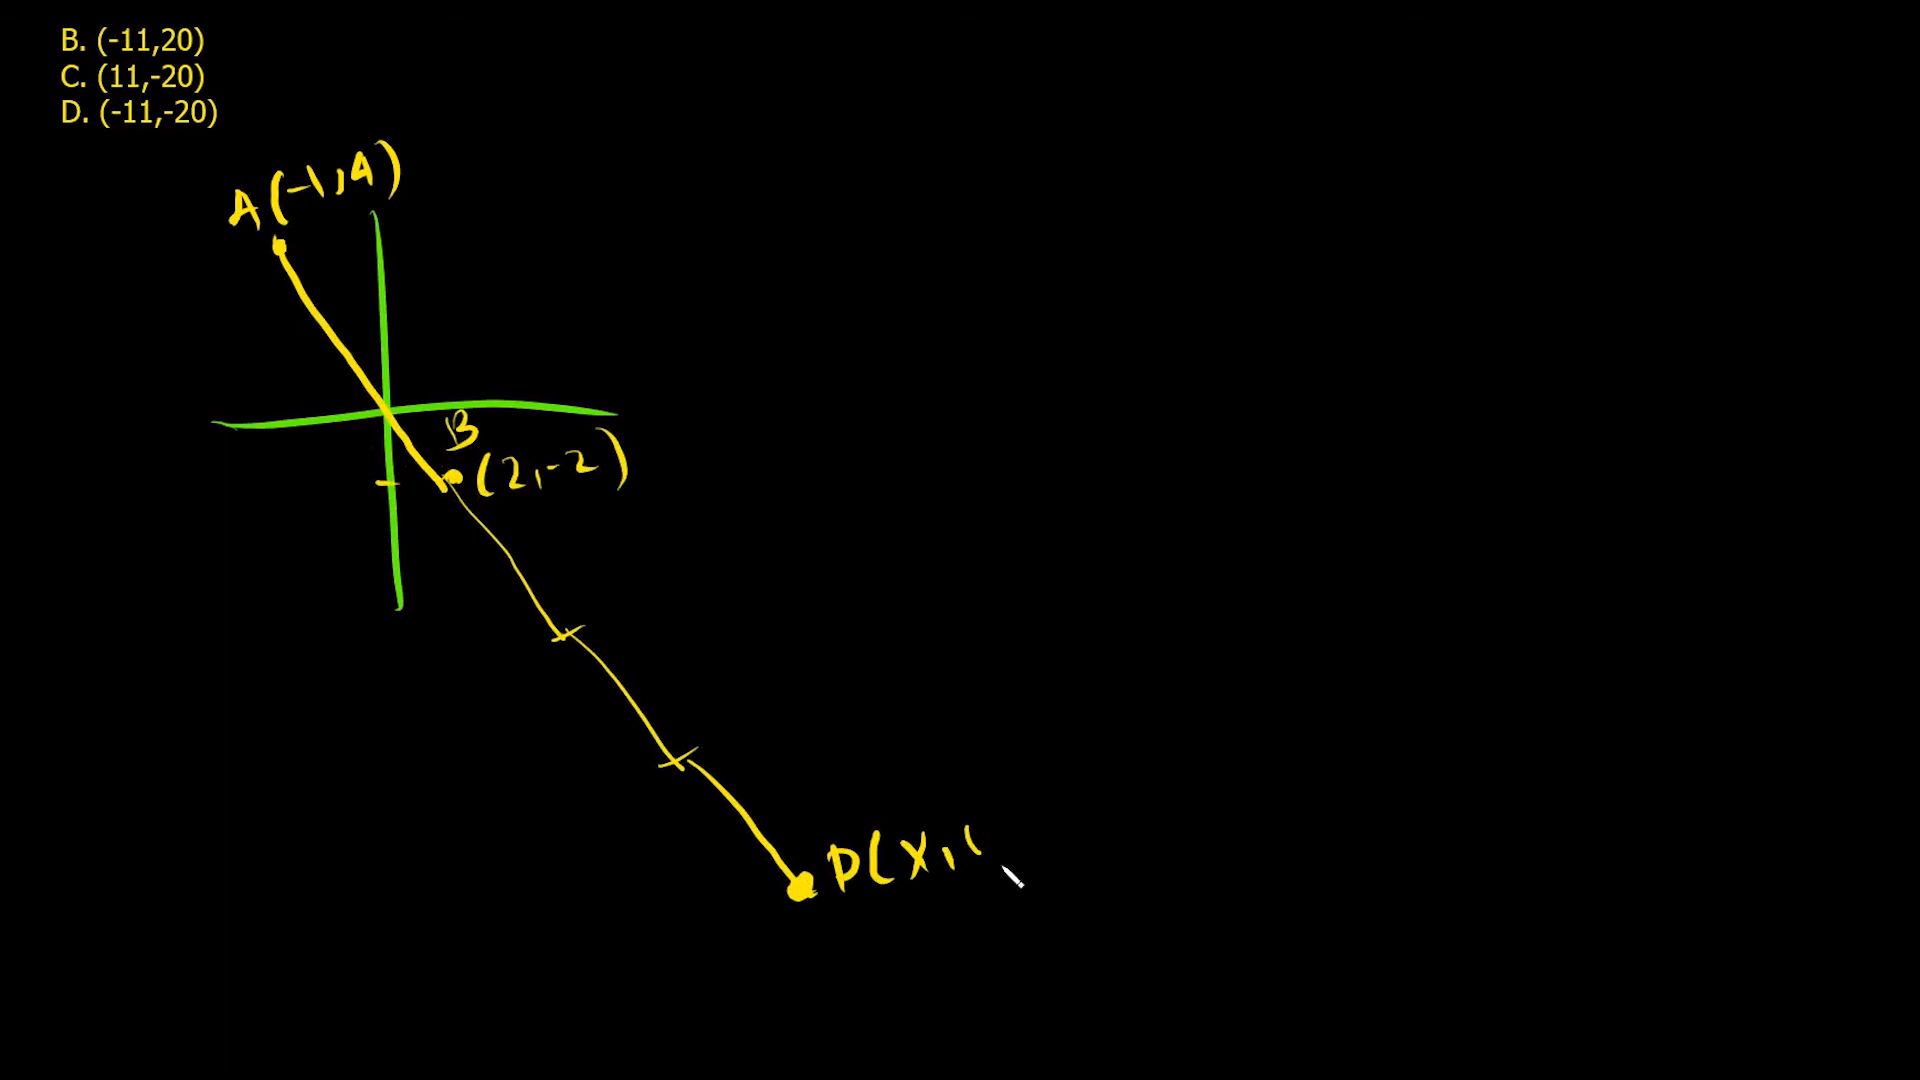 B. (-11,20)
C. (11,-20)
D. (-11,-20)
A(-1,4)
B
(2,-2)
D(x,